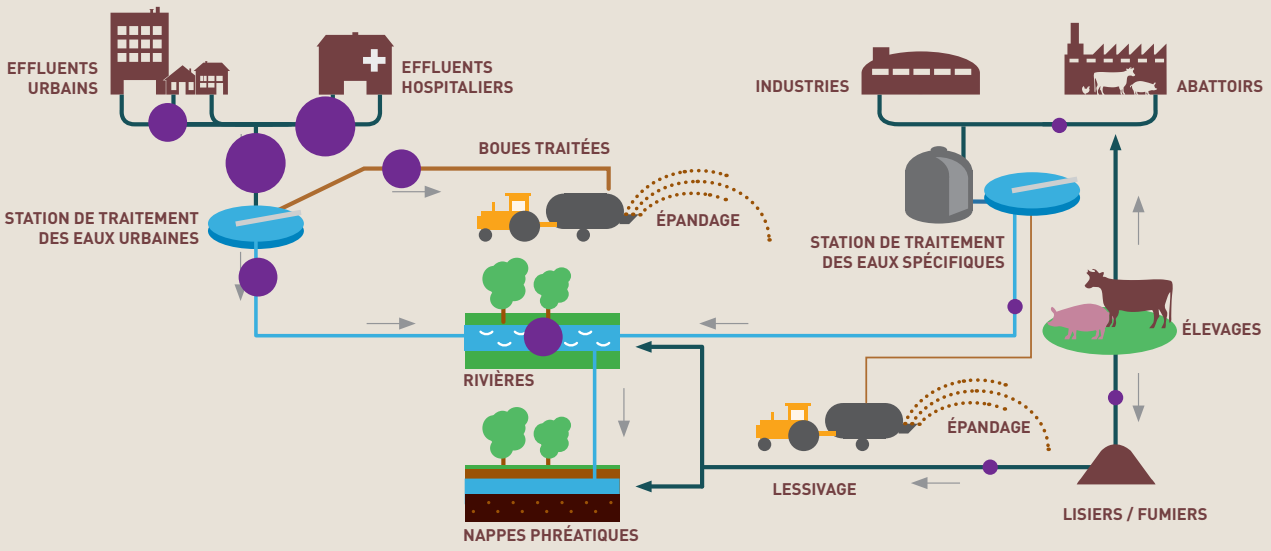 EFFLUENTS
URBAINS
EFFLUENTS
HOSPITALIERS
INDUSTRIES
ABATTOIRS
BOUES TRAITÉES
ÉPANDAGE
STATION DE TRAITEMENT
DES EAUX URBAINES
STATION DE TRAITEMENT
DES EAUX SPÉCIFIQUES
ÉLEVAGES
RIVIÈRES
ÉPANDAGE
LESSIVAGE
LISIERS / FUMIERS
NAPPES PHRÉATIQUES